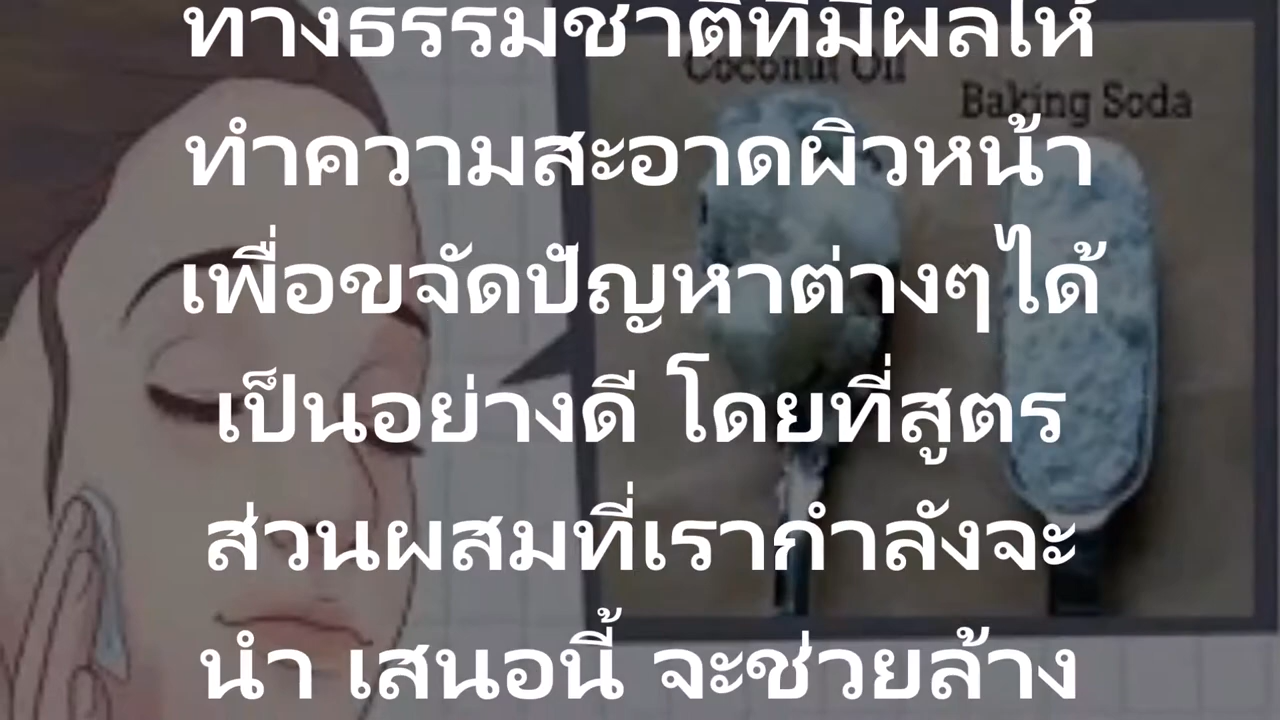 ทางธรรมชาติที่มีผลให้
Coconut Oil
Baking Soda
ทำความสะอาดผิวหน้า
เพื่อขจัดปัญหาต่างๆได้
เป็นอย่างดี โดยที่สูตร
ส่วนผสมที่เรากำลังจะ
นำ เสนอนี้ จะช่วยล้าง